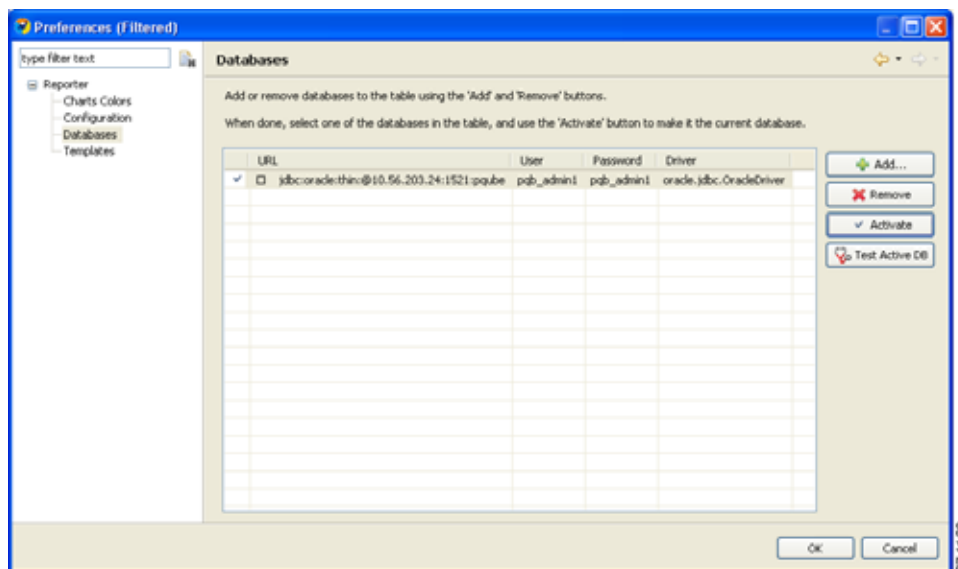 Preferences (Filtered)
type filter text
Databases
Reporter
Charts Colors
Configuration
Databases
Templates
Add or remove databases to the table using the 'Add' and 'Remove' buttons.
When done, select one of the databases in the table, and use the 'Activate' button to make it the current database.
URL User Password Driver
jdbc:oracle:thin:@10.56.203.24:1521:pqube pqb_admin1 pqb_admin1 oracle.jdbc.OracleDriver
Add...
Remove
Activate
Test Active DB
OK Cancel